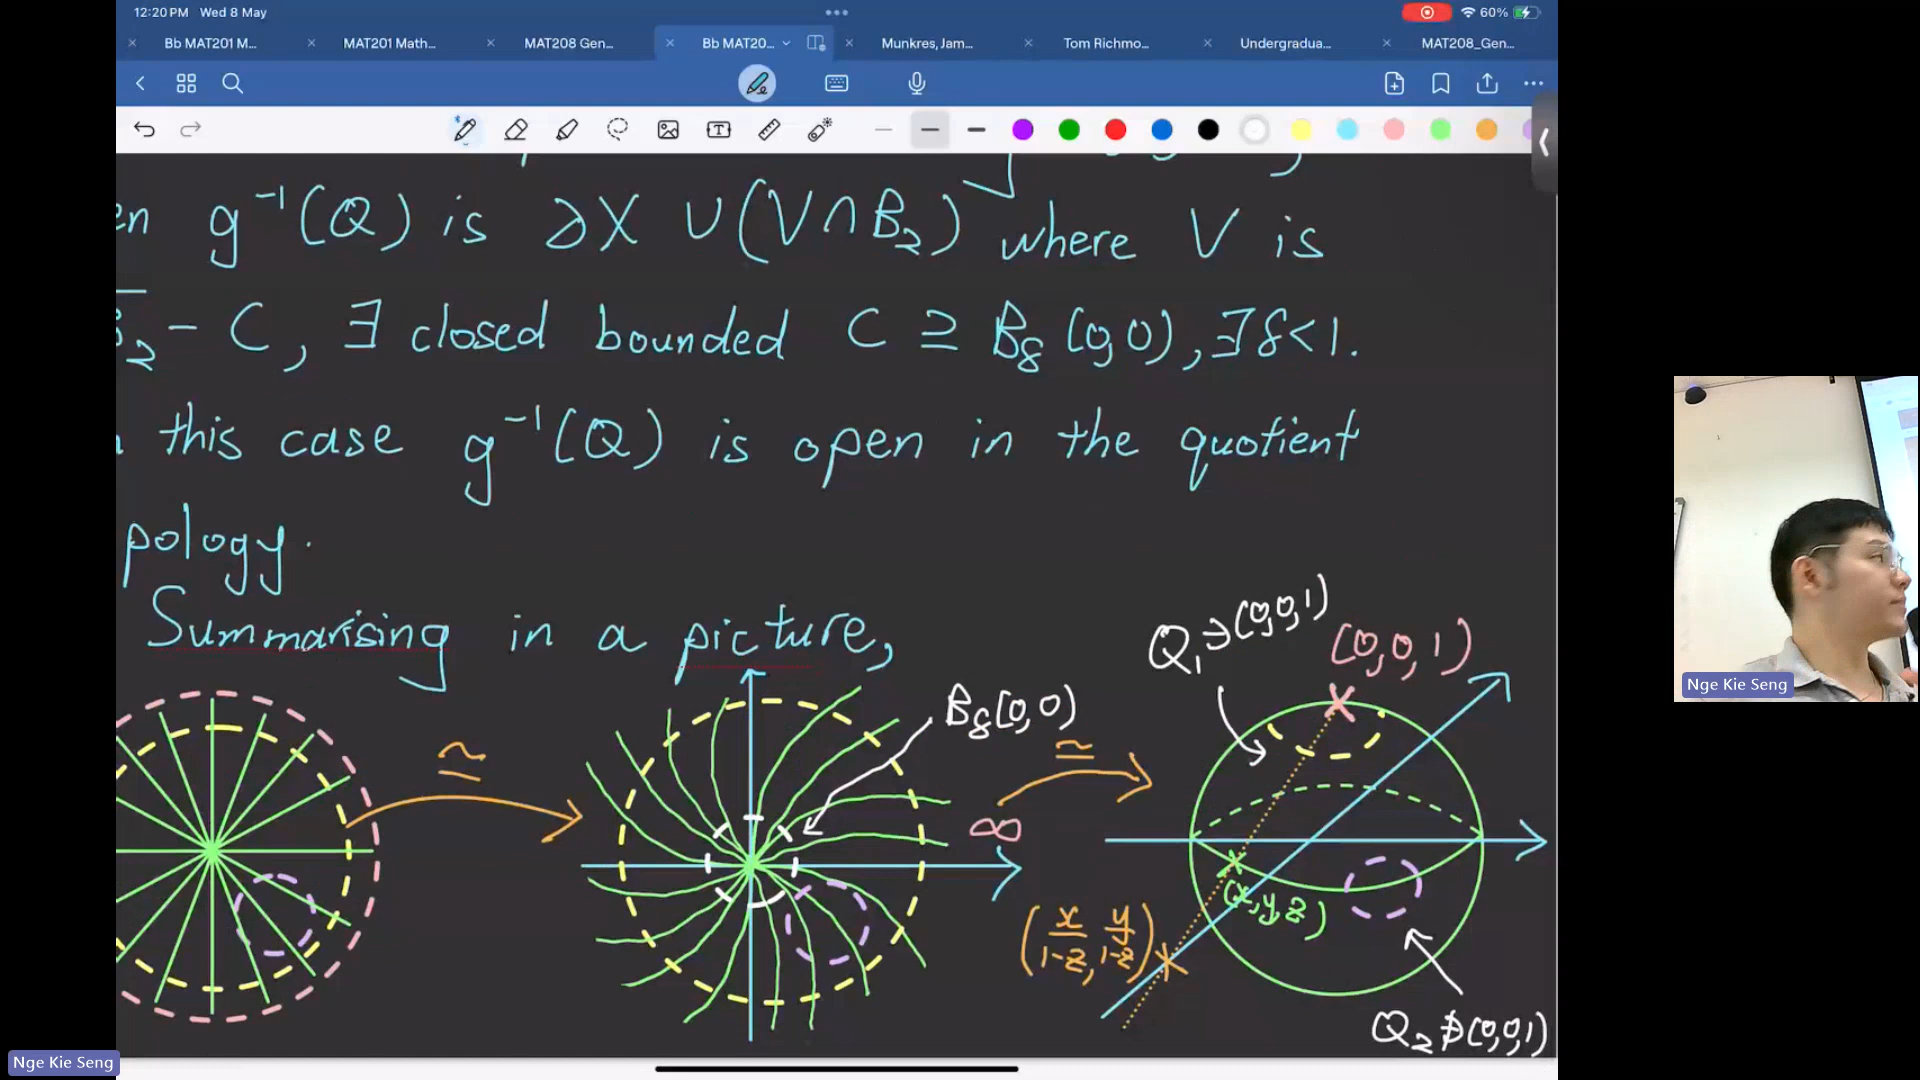 12:20 PM Wed 8 May
60%
Bb MAT201 M...
MAT201 Math...
MAT208 Gen...
Bb MAT20...
Munkres, Jam...
Tom Richmo...
Undergradua...
MAT208_Gen...
en g⁻¹(Q) is ∂X ∪ (V∩B₂) where V is
₂ - C, ∃ closed bounded C ⊇ B_δ(0,0), ∃δ<1.
this case g⁻¹(Q) is open in the quotient
pology.
Summarising in a picture,
Q₁∋(0,0,1)
(0,0,1)
B_δ(0,0)
≅
≅
∞
(x,y,z)
(x/1-z, y/1-z)
Q₂∌(0,0,1)
Nge Kie Seng
Nge Kie Seng